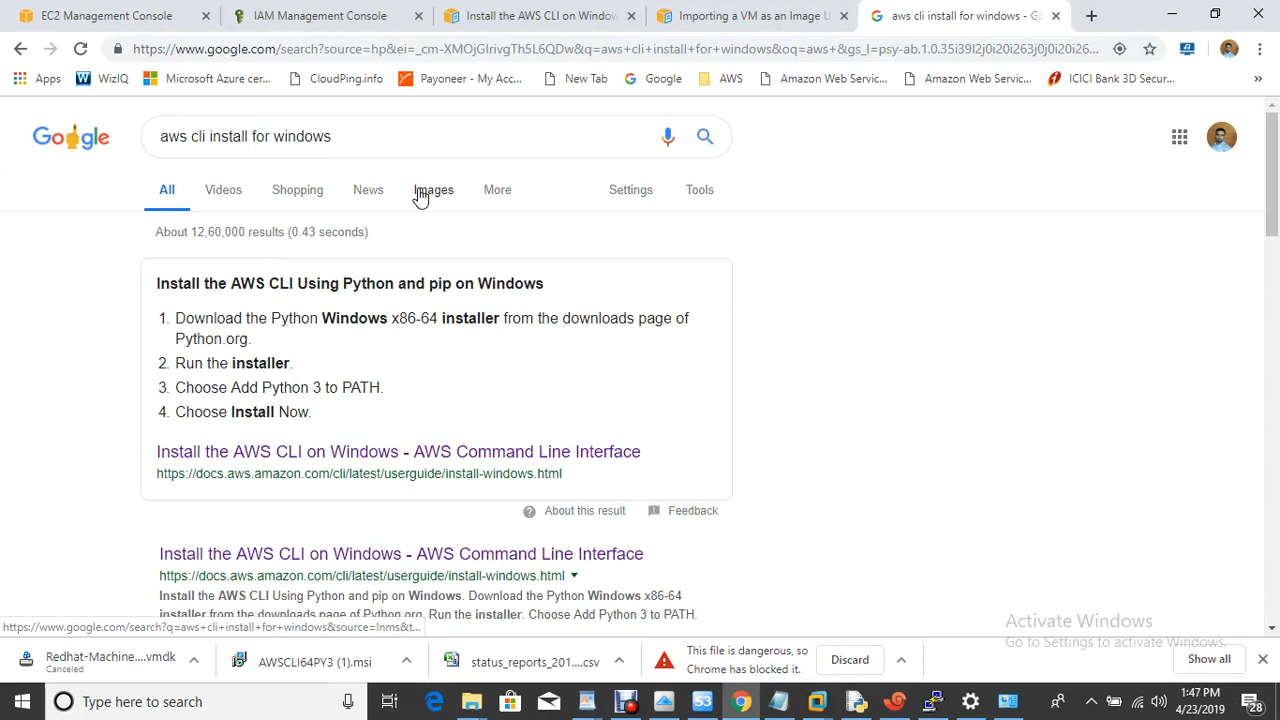 EC2 Management Console
IAM Management Console
Install the AWS CLI on Window
Importing a VM as an Image U
aws cli install for windows - Go
https://www.google.com/search?source=hp&ei=_cm-XMOjGIrivgTh5L6QDw&q=aws+cli+install+for+windows&oq=aws+&gs_l=psy-ab.1.0.35i39l2j0i20i263j0j0i20i26...
Apps
WizIQ
Microsoft Azure cer...
CloudPing.info
Payoneer - My Acc...
New Tab
Google
AWS
Amazon Web Servic...
Amazon Web Servic...
ICICI Bank 3D Secur...
»
Google
aws cli install for windows
All
Videos
Shopping
News
Images
More
Settings
Tools
About 12,60,000 results (0.43 seconds)
Install the AWS CLI Using Python and pip on Windows
1. Download the Python Windows x86-64 installer from the downloads page of
Python.org.
2. Run the installer.
3. Choose Add Python 3 to PATH.
4. Choose Install Now.
Install the AWS CLI on Windows - AWS Command Line Interface
https://docs.aws.amazon.com/cli/latest/userguide/install-windows.html
About this result
Feedback
Install the AWS CLI on Windows - AWS Command Line Interface
https://docs.aws.amazon.com/cli/latest/userguide/install-windows.html
Install the AWS CLI Using Python and pip on Windows. Download the Python Windows x86-64
installer from the downloads page of Python.org. Run the installer. Choose Add Python 3 to PATH.
https://www.google.com/search?q=aws+cli+install+for+windows&source=lnms&t...
Activate Windows
Go to Settings to activate Windows.
Redhat-Machine....vmdk
Canceled
AWSCLI64PY3 (1).msi
status_reports_201....csv
This file is dangerous, so
Chrome has blocked it.
Discard
Show all
Type here to search
S3
1:47 PM
4/23/2019
28